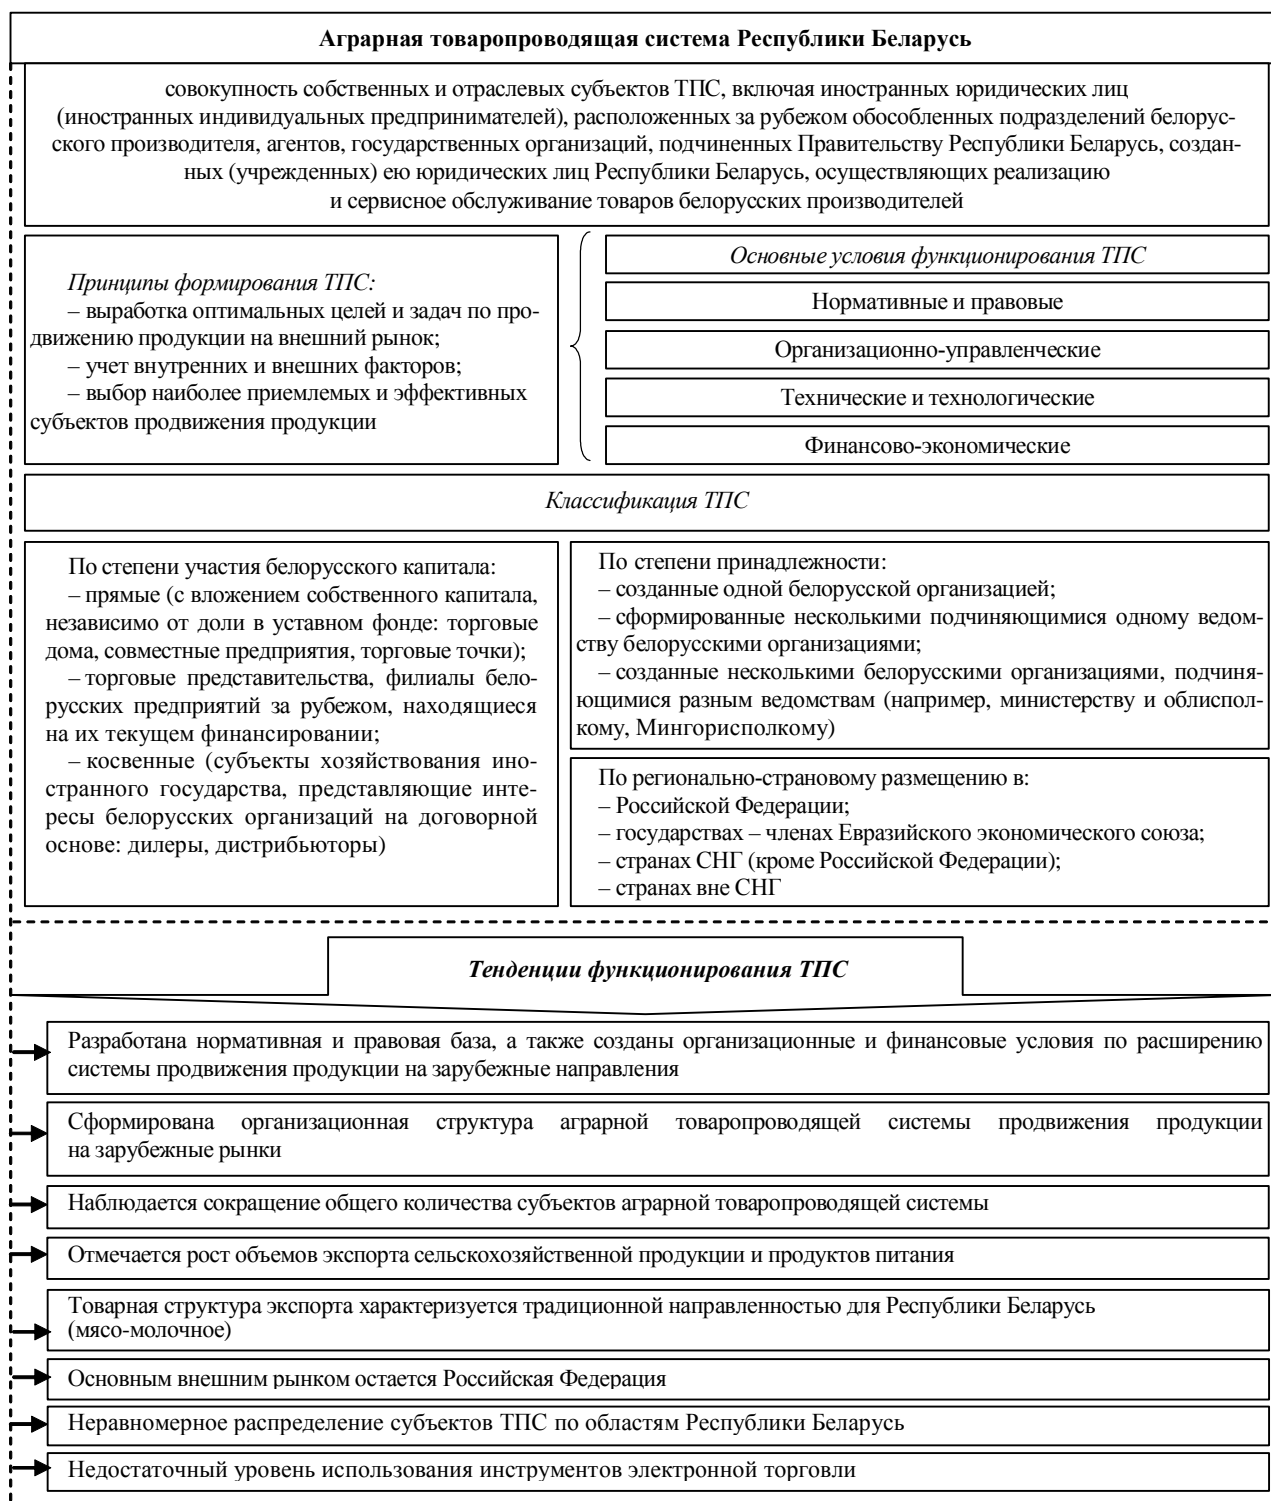 Аграрная товаропроводящая система Республики Беларусь
совокупность собственных и отраслевых субъектов ТПС, включая иностранных юридических лиц
(иностранных индивидуальных предпринимателей), расположенных за рубежом обособленных подразделений белорус-
ского производителя, агентов, государственных организаций, подчиненных Правительству Республики Беларусь, создан-
ных (учрежденных) ею юридических лиц Республики Беларусь, осуществляющих реализацию
и сервисное обслуживание товаров белорусских производителей
Принципы формирования ТПС:
– выработка оптимальных целей и задач по про-
движению продукции на внешний рынок;
– учет внутренних и внешних факторов;
– выбор наиболее приемлемых и эффективных
субъектов продвижения продукции
Основные условия функционирования ТПС
Нормативные и правовые
Организационно-управленческие
Технические и технологические
Финансово-экономические
Классификация ТПС
По степени участия белорусского капитала:
– прямые (с вложением собственного капитала,
независимо от доли в уставном фонде: торговые
дома, совместные предприятия, торговые точки);
– торговые представительства, филиалы бело-
русских предприятий за рубежом, находящиеся
на их текущем финансировании;
– косвенные (субъекты хозяйствования ино-
странного государства, представляющие инте-
ресы белорусских организаций на договорной
основе: дилеры, дистрибьюторы)
По степени принадлежности:
– созданные одной белорусской организацией;
– сформированные несколькими подчиняющимися одному ведом-
ству белорусскими организациями;
– созданные несколькими белорусскими организациями, подчиня-
ющимися разным ведомствам (например, министерству и облиспол-
кому, Мингорисполкому)
По регионально-страновому размещению в:
– Российской Федерации;
– государствах – членах Евразийского экономического союза;
– странах СНГ (кроме Российской Федерации);
– странах вне СНГ
Тенденции функционирования ТПС
Разработана нормативная и правовая база, а также созданы организационные и финансовые условия по расширению
системы продвижения продукции на зарубежные направления
Сформирована организационная структура аграрной товаропроводящей системы продвижения продукции
на зарубежные рынки
Наблюдается сокращение общего количества субъектов аграрной товаропроводящей системы
Отмечается рост объемов экспорта сельскохозяйственной продукции и продуктов питания
Товарная структура экспорта характеризуется традиционной направленностью для Республики Беларусь
(мясо-молочное)
Основным внешним рынком остается Российская Федерация
Неравномерное распределение субъектов ТПС по областям Республики Беларусь
Недостаточный уровень использования инструментов электронной торговли